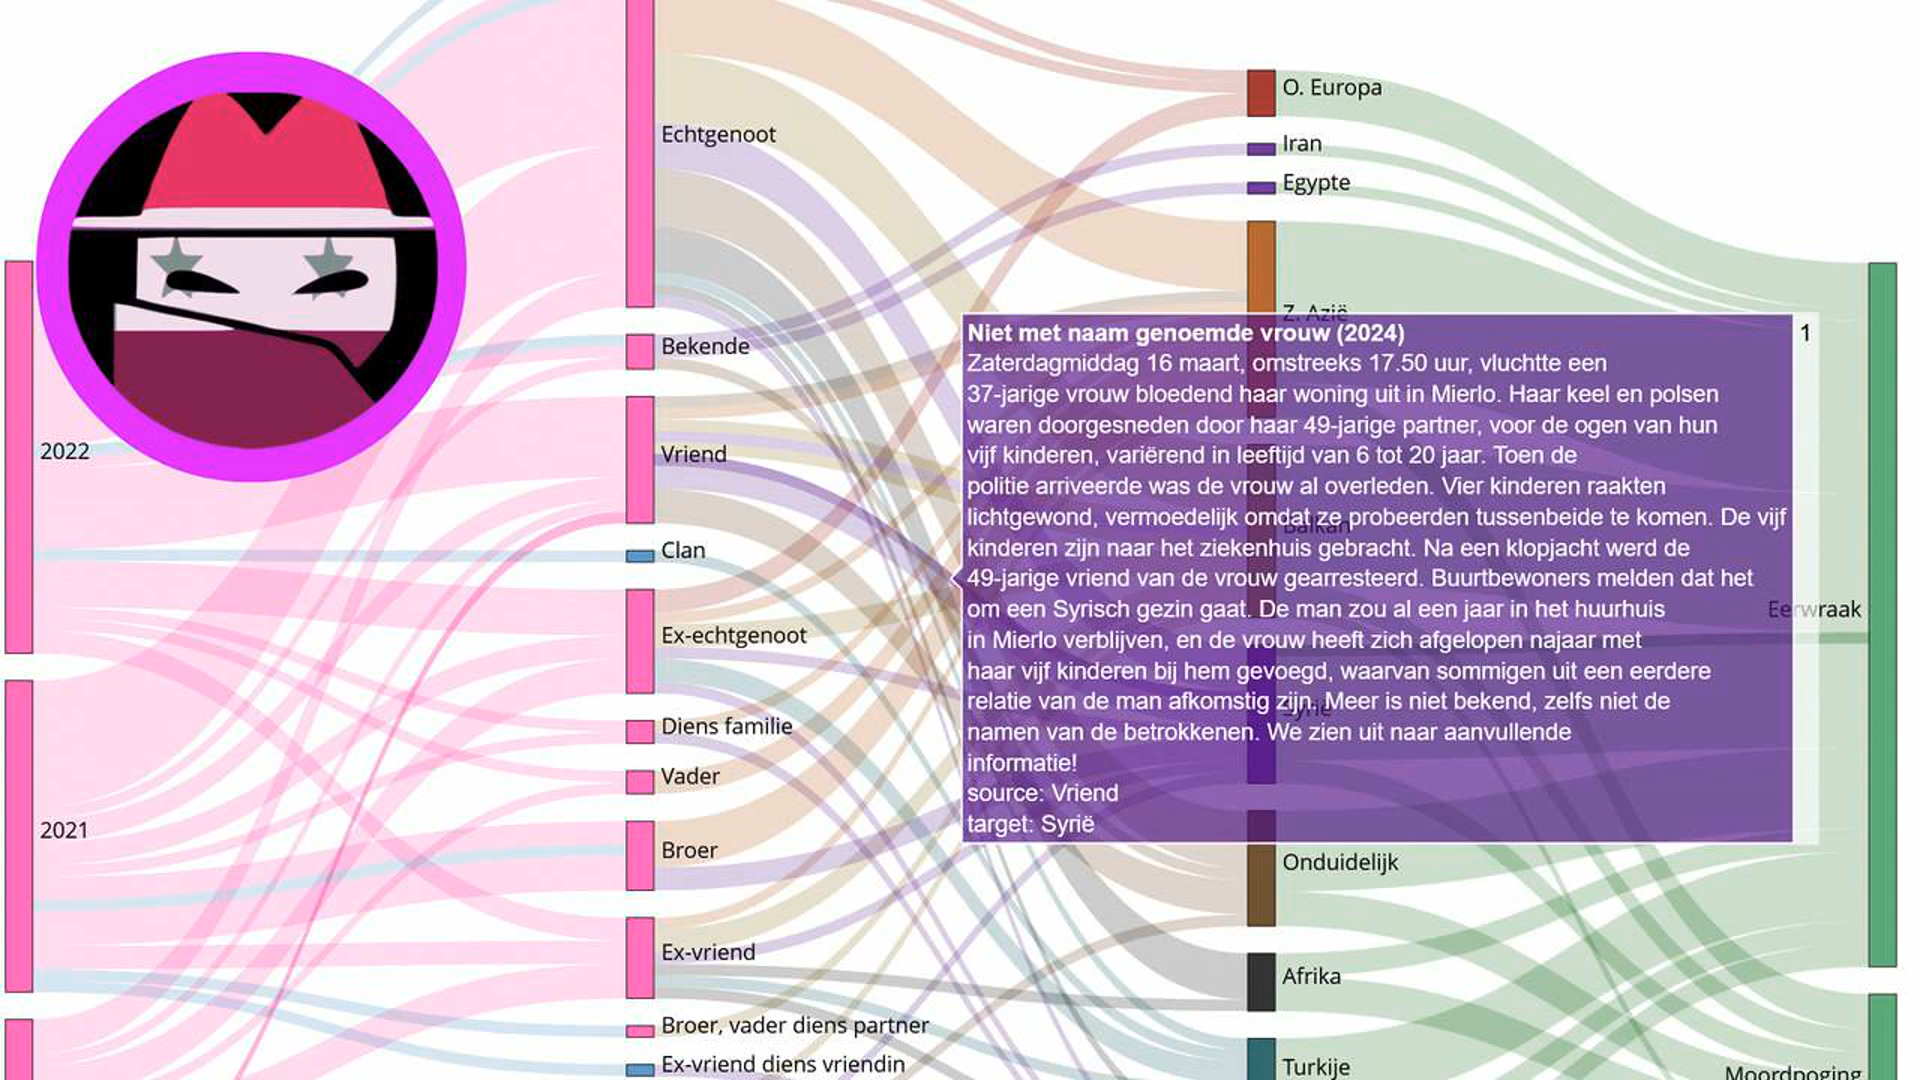 2022
2021
Echtgenoot
Bekende
Vriend
Clan
Ex-echtgenoot
Diens familie
Vader
Broer
Ex-vriend
Broer, vader diens partner
Ex-vriend diens vriendin
O. Europa
Iran
Egypte
Z. Azië
Balkan
Syrië
Onduidelijk
Afrika
Turkije
Niet met naam genoemde vrouw (2024)
Zaterdagmiddag 16 maart, omstreeks 17.50 uur, vluchtte een
37-jarige vrouw bloedend haar woning uit in Mierlo. Haar keel en polsen
waren doorgesneden door haar 49-jarige partner, voor de ogen van hun
vijf kinderen, variërend in leeftijd van 6 tot 20 jaar. Toen de
politie arriveerde was de vrouw al overleden. Vier kinderen raakten
lichtgewond, vermoedelijk omdat ze probeerden tussenbeide te komen. De vijf
kinderen zijn naar het ziekenhuis gebracht. Na een klopjacht werd de
49-jarige vriend van de vrouw gearresteerd. Buurtbewoners melden dat het
om een Syrisch gezin gaat. De man zou al een jaar in het huurhuis
in Mierlo verblijven, en de vrouw heeft zich afgelopen najaar met
haar vijf kinderen bij hem gevoegd, waarvan sommigen uit een eerdere
relatie van de man afkomstig zijn. Meer is niet bekend, zelfs niet de
namen van de betrokkenen. We zien uit naar aanvullende
informatie!
source: Vriend
target: Syrië
1
Eerwraak
Moordpoging